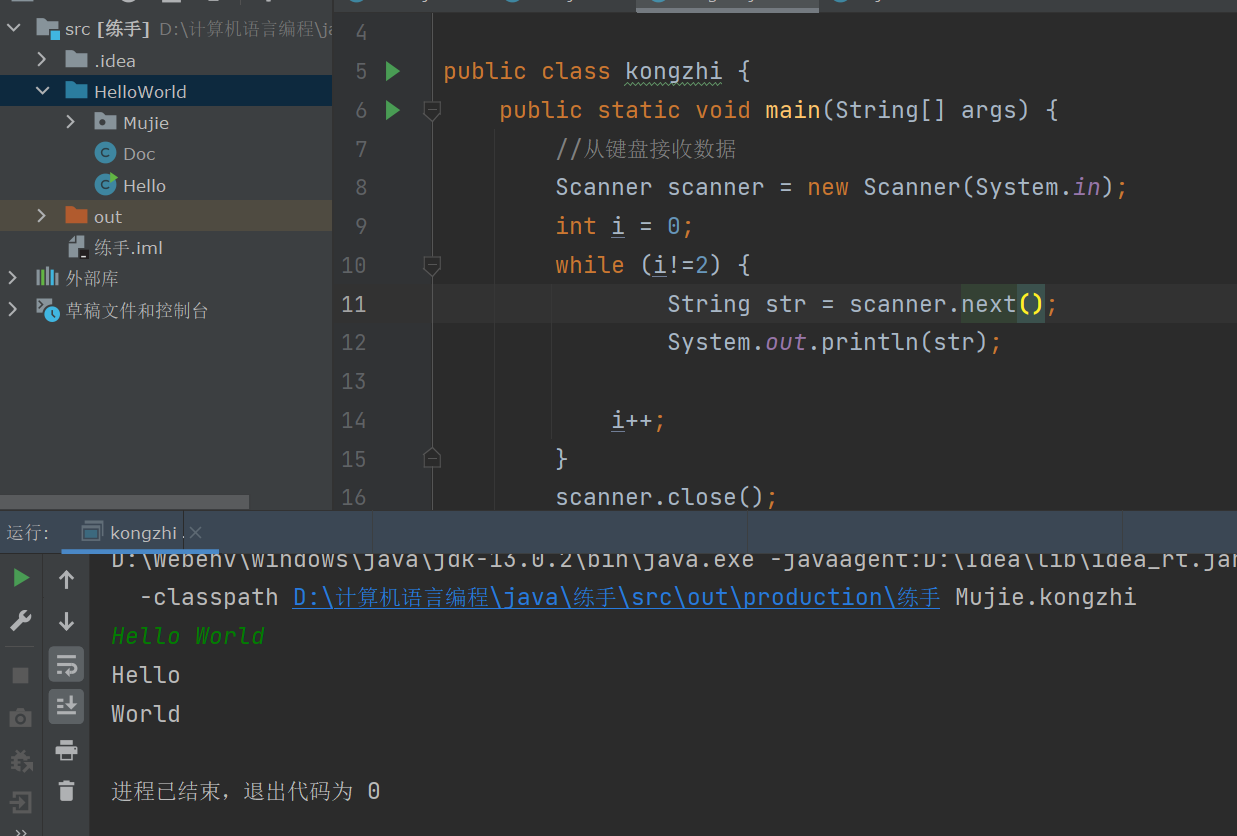 src [练手] D:\计算机语言编程\ja
.idea
HelloWorld
Mujie
Doc
Hello
out
练手.iml
外部库
草稿文件和控制台
4
5 public class kongzhi {
6 public static void main(String[] args) {
7 //从键盘接收数据
8 Scanner scanner = new Scanner(System.in);
9 int i = 0;
10 while (i!=2) {
11 String str = scanner.next();
12 System.out.println(str);
13
14 i++;
15 }
16 scanner.close();
运行: kongzhi
D:\Webenv\Windows\java\jdk-13.0.2\bin\java.exe -javaagent:D:\Idea\lib\idea_rt.jar
-classpath D:\计算机语言编程\java\练手\src\out\production\练手 Mujie.kongzhi
Hello World
Hello
World
进程已结束，退出代码为 0